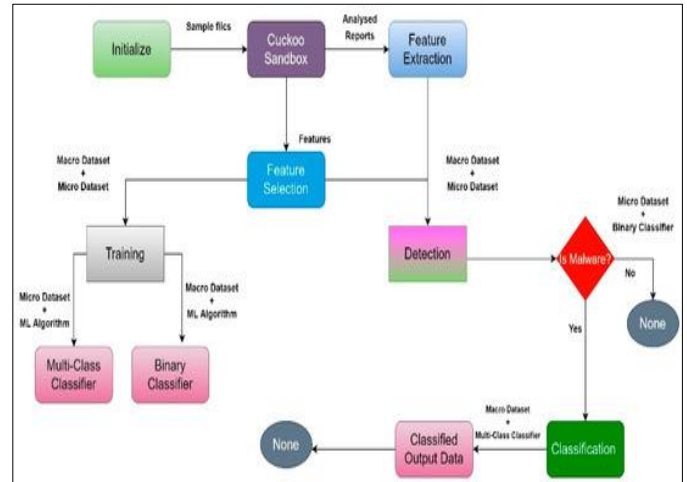 Sample files
Analysed
Reports
Initialize
Cuckoo
Sandbox
Feature
Extraction
Features
Macro Dataset
+
Micro Dataset
Feature
Selection
Macro Dataset
+
Micro Dataset
Training
Detection
Is Malware?
Micro Dataset
+
Binary Classifier
No
None
Yes
Micro Dataset
+
ML Algorithm
Macro Dataset
+
ML Algorithm
Multi-Class
Classifier
Binary
Classifier
None
Classified
Output Data
Macro Dataset
+
Multi-Class Classifier
Classification